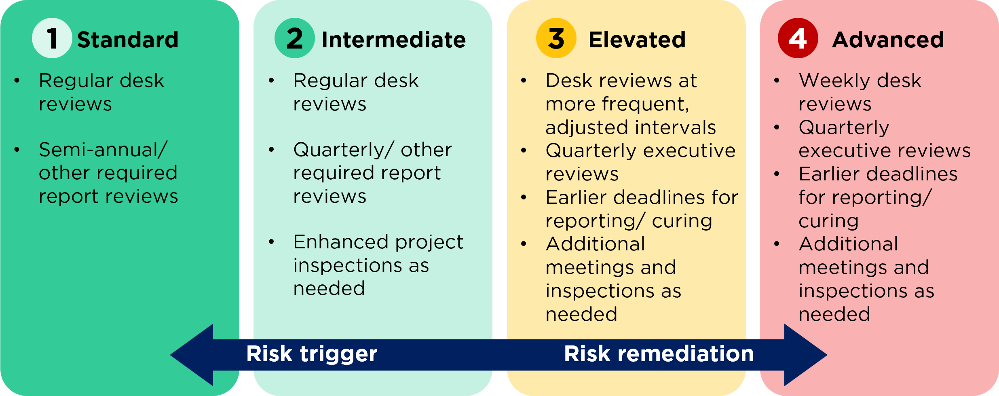 1 Standard
• Regular desk
reviews
• Semi-annual/
other required
report reviews
2 Intermediate
• Regular desk
reviews
• Quarterly/ other
required report
reviews
• Enhanced project
inspections as
needed
3 Elevated
• Desk reviews at
more frequent,
adjusted intervals
• Quarterly executive
reviews
• Earlier deadlines for
reporting/ curing
• Additional
meetings and
inspections as
needed
4 Advanced
• Weekly desk
reviews
• Quarterly
executive reviews
• Earlier deadlines
for reporting/
curing
• Additional
meetings and
inspections as
needed
Risk trigger
Risk remediation